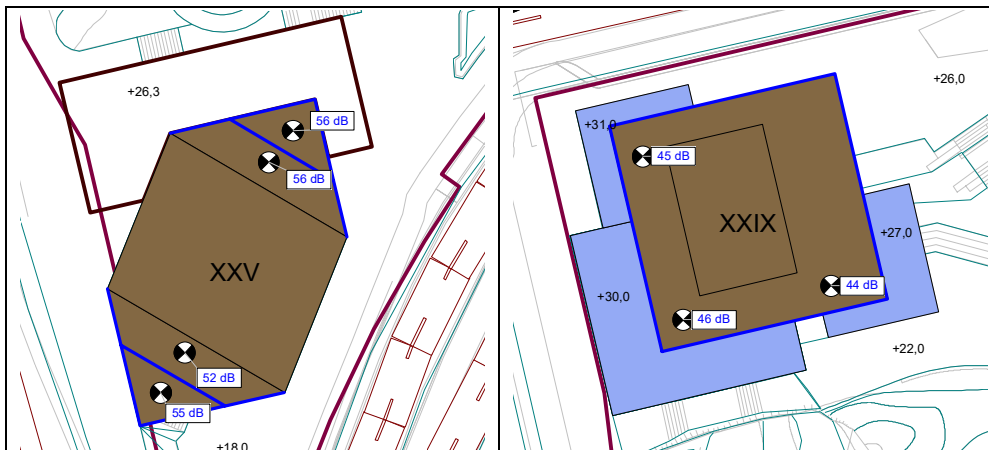 +26,3
56 dB
56 dB
XXV
52 dB
55 dB
+18,0
+26,0
+31,0
45 dB
XXIX
+27,0
+30,0
44 dB
46 dB
+22,0